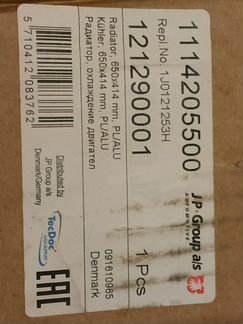 1114205500
JP Group a/s
AUTOMOTIVE
Repl.No. 1J0121253H
121290001
1 Pcs
Radiator, 650x414 mm, PL/ALU
Kühler, 650x414 mm, PL/ALU
Радиатор, охлаждение двигател
091610985
Denmark
5 710412 083762
Distributed by
JP Group a/s
Denmark/Germany
TecDoc
EAC